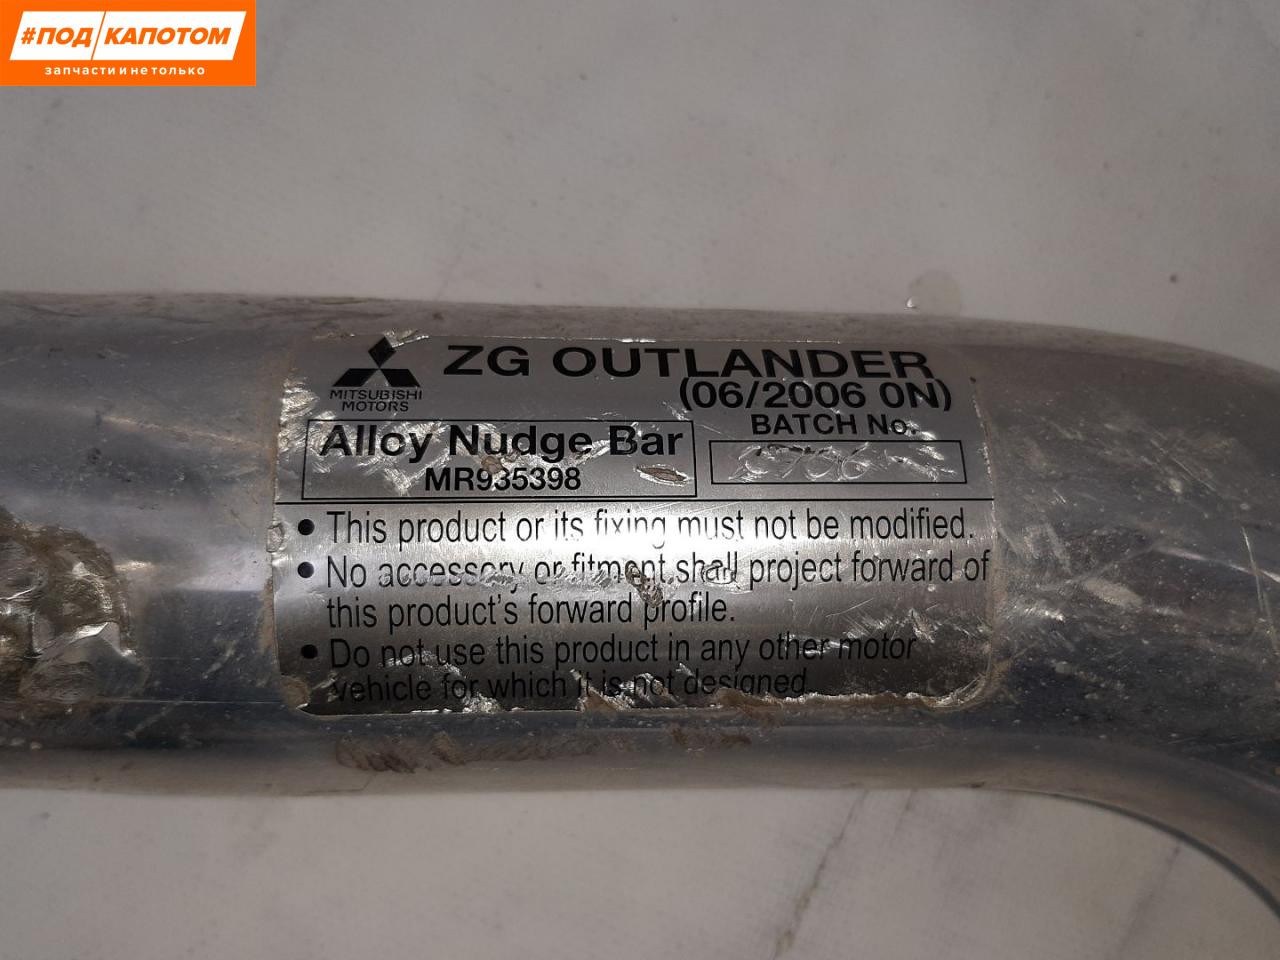 #ПОД КАПОТОМ
запчасти и не только
ZG OUTLANDER
(06/2006 0N)
MITSUBISHI
MOTORS
BATCH No.
Alloy Nudge Bar
MR935398
• This product or its fixing must not be modified.
• No accessory or fitment shall project forward of
this product's forward profile.
• Do not use this product in any other motor
vehicle for which it is not designed